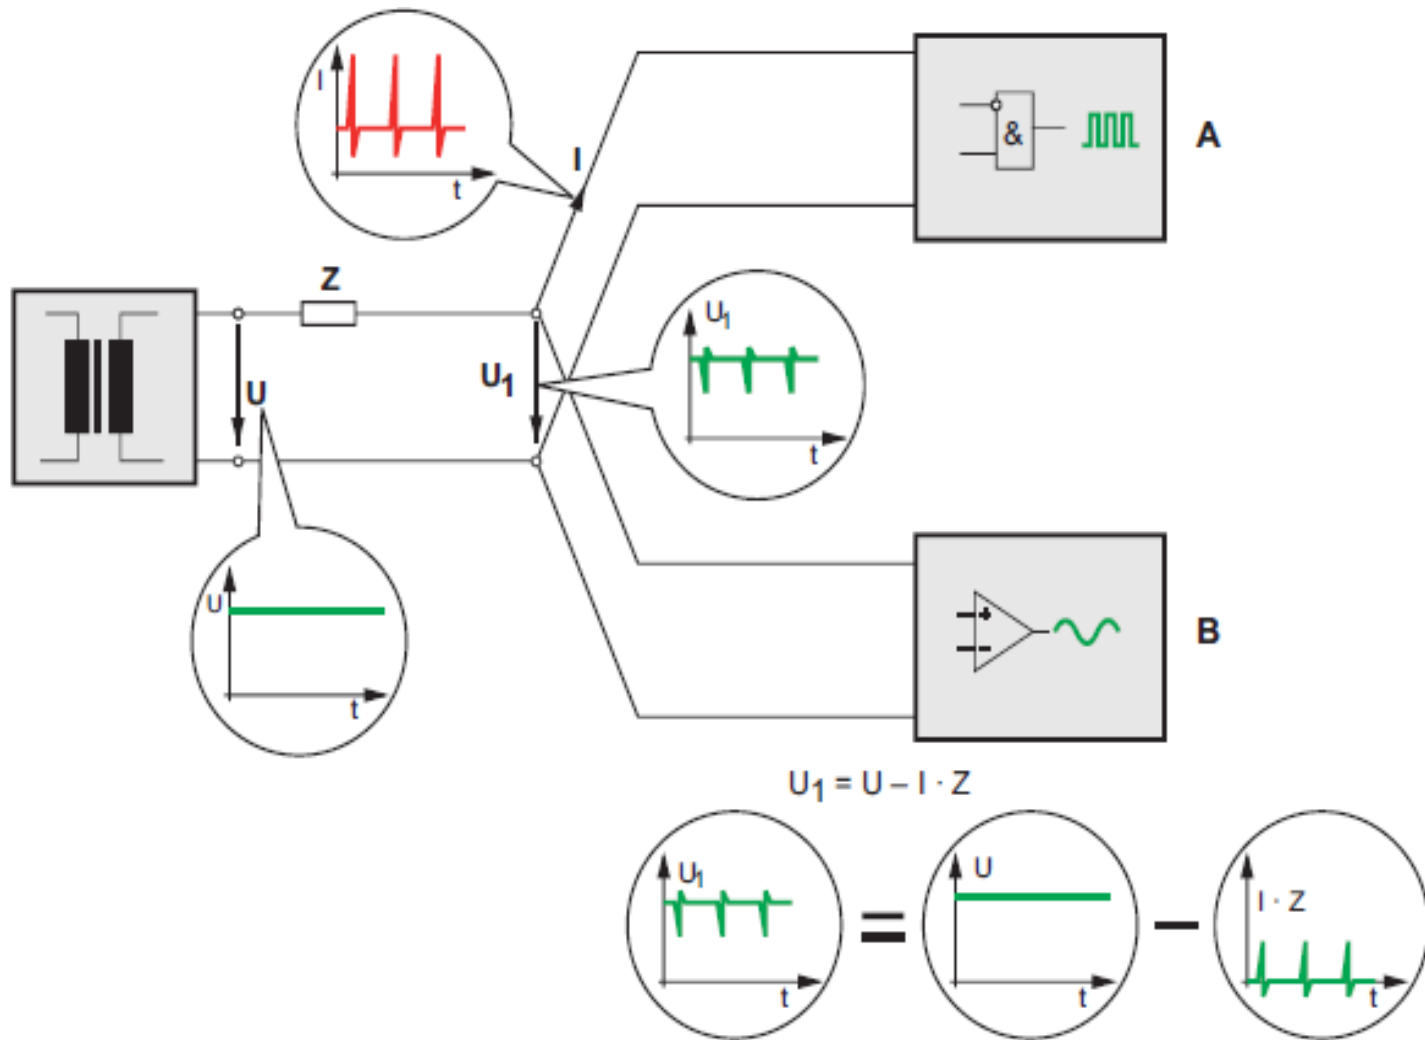 I
t
I
&
A
Z
U
U₁
U₁
t
U
t
+
−
B
U₁ = U – I · Z
U₁
t
=
U
t
–
I · Z
t